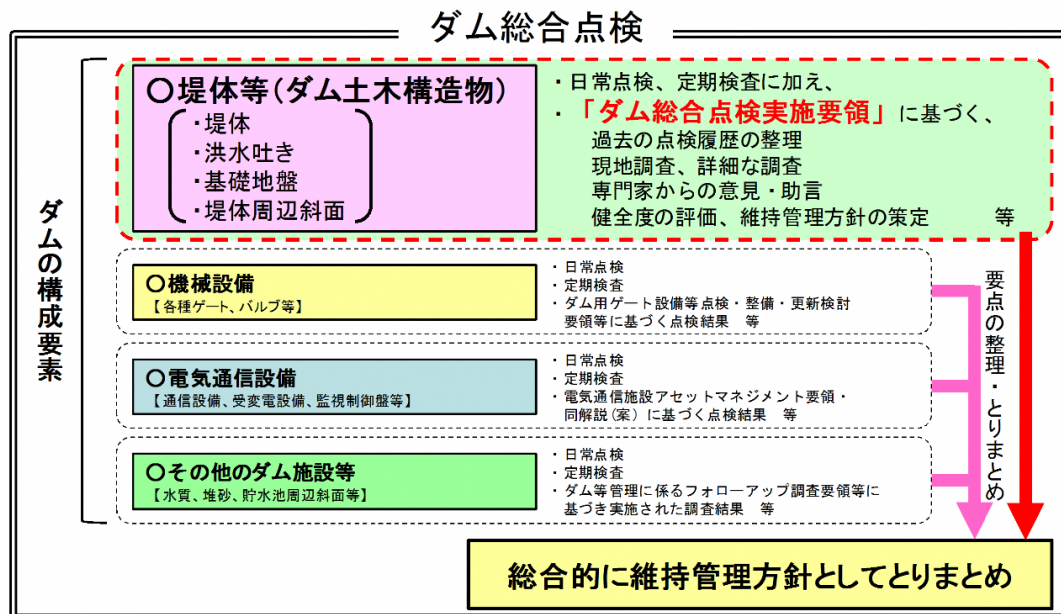 ダム総合点検
ダムの構成要素
〇堤体等(ダム土木構造物)
・堤体
・洪水吐き
・基礎地盤
・堤体周辺斜面
・日常点検、定期検査に加え、
・「ダム総合点検実施要領」に基づく、
過去の点検履歴の整理
現地調査、詳細な調査
専門家からの意見・助言
健全度の評価、維持管理方針の策定 等
〇機械設備
【各種ゲート、バルブ等】
・日常点検
・定期検査
・ダム用ゲート設備等点検・整備・更新検討
要領等に基づく点検結果 等
〇電気通信設備
【通信設備、受変電設備、監視制御盤等】
・日常点検
・定期検査
・電気通信施設アセットマネジメント要領・
同解説(案)に基づく点検結果 等
〇その他のダム施設等
【水質、堆砂、貯水池周辺斜面等】
・日常点検
・定期検査
・ダム等管理に係るフォローアップ調査要領等に
基づき実施された調査結果 等
要点の整理・とりまとめ
総合的に維持管理方針としてとりまとめ